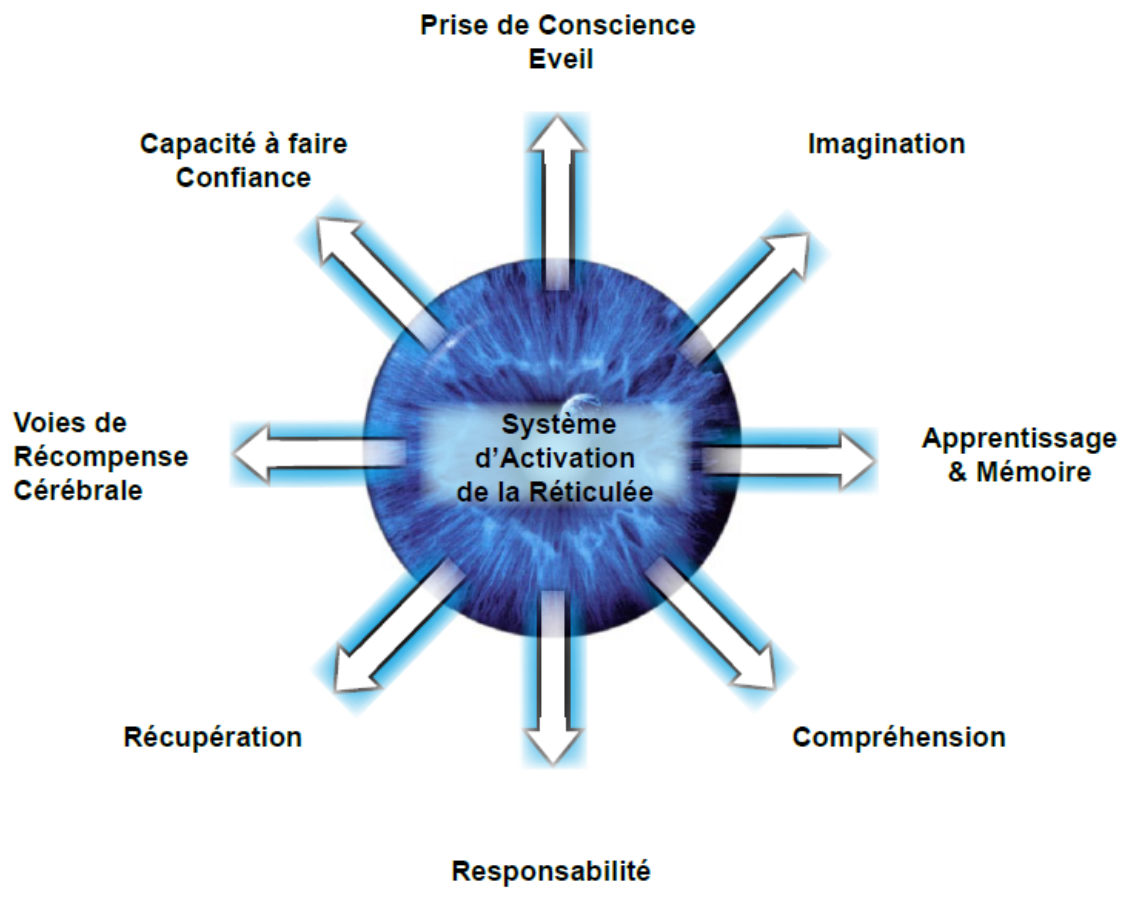 Prise de Conscience
Eveil
Capacité à faire
Confiance
Imagination
Voies de
Récompense
Cérébrale
Système
d’Activation
de la Réticulée
Apprentissage
& Mémoire
Récupération
Compréhension
Responsabilité